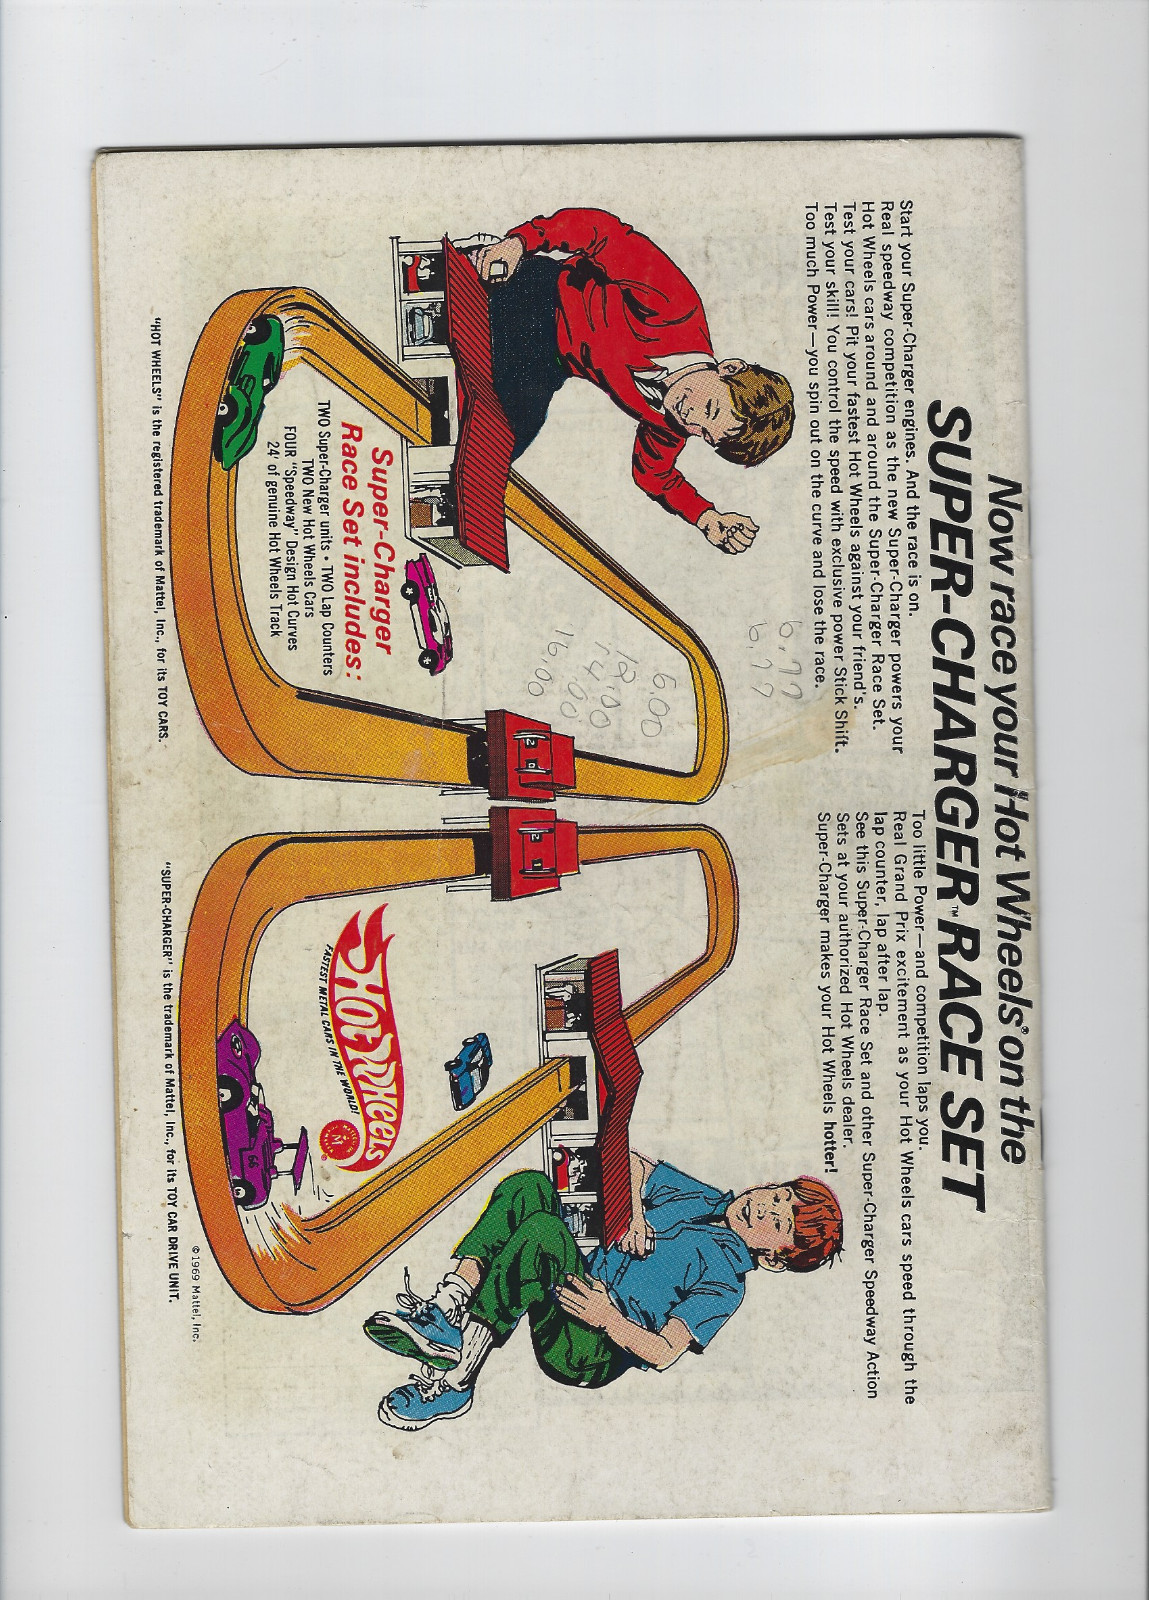 Now race your Hot Wheels® on the
SUPER-CHARGER™ RACE SET
Start your Super-Charger engines. And the race is on.
Real speedway competition as the new Super-Charger powers your
Hot Wheels cars around and around the Super-Charger Race Set.
Test your cars! Pit your fastest Hot Wheels against your friend's.
Test your skill! You control the speed with exclusive power Stick Shift.
Too much Power—you spin out on the curve and lose the race.
Too little Power—and competition laps you.
Real Grand Prix excitement as your Hot Wheels cars speed through the
lap counter, lap after lap.
See this Super-Charger Race Set and other Super-Charger Speedway Action
Sets at your authorized Hot Wheels dealer.
Super-Charger makes your Hot Wheels hotter!
6.77
6.77
6.00
12.00
14.00
16.00
Super-Charger
Race Set includes:
TWO Super-Charger units • TWO Lap Counters
TWO New Hot Wheels Cars
FOUR "Speedway" Design Hot Curves
24' of genuine Hot Wheels Track
HOT WHEELS
FASTEST METAL CARS IN THE WORLD!
M
®
66
"HOT WHEELS" is the registered trademark of Mattel, Inc., for its TOY CARS.
"SUPER-CHARGER" is the trademark of Mattel, Inc., for its TOY CAR DRIVE UNIT.
©1969 Mattel, Inc.